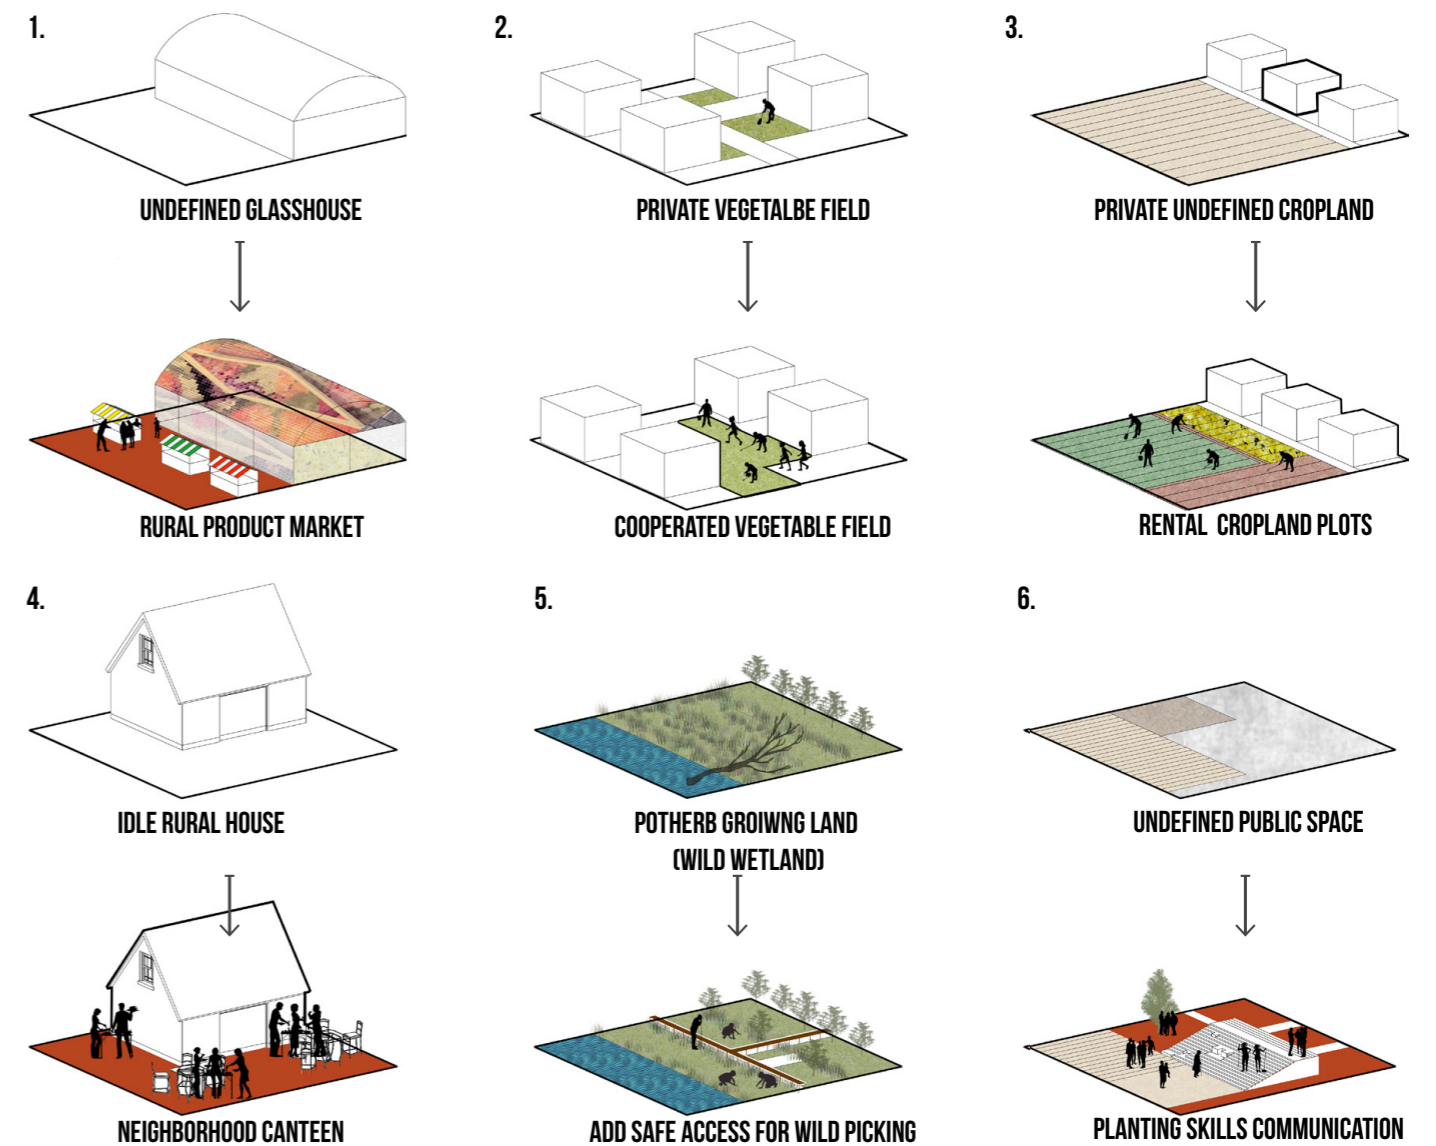 1.
2.
3.
UNDEFINED GLASSHOUSE
PRIVATE VEGETALBE FIELD
PRIVATE UNDEFINED CROPLAND
RURAL PRODUCT MARKET
COOPERATED VEGETABLE FIELD
RENTAL CROPLAND PLOTS
4.
5.
6.
IDLE RURAL HOUSE
POTHERB GROIWNG LAND
(WILD WETLAND)
UNDEFINED PUBLIC SPACE
NEIGHBORHOOD CANTEEN
ADD SAFE ACCESS FOR WILD PICKING
PLANTING SKILLS COMMUNICATION